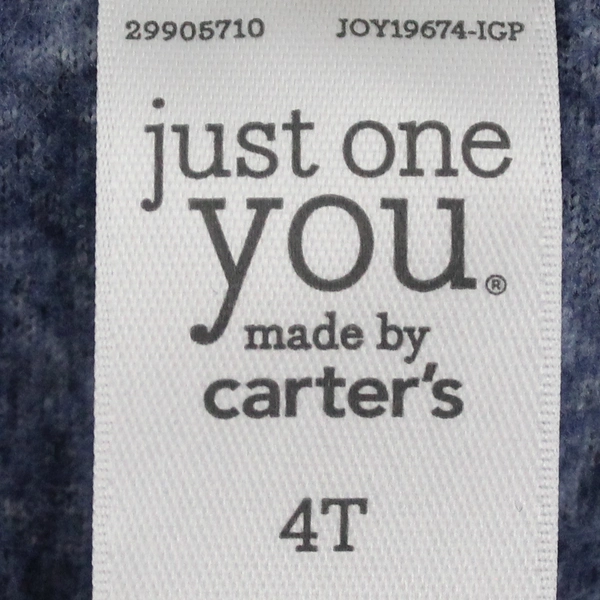 29905710 JOY19674-IGP
just one
you®
made by
carter's
4T